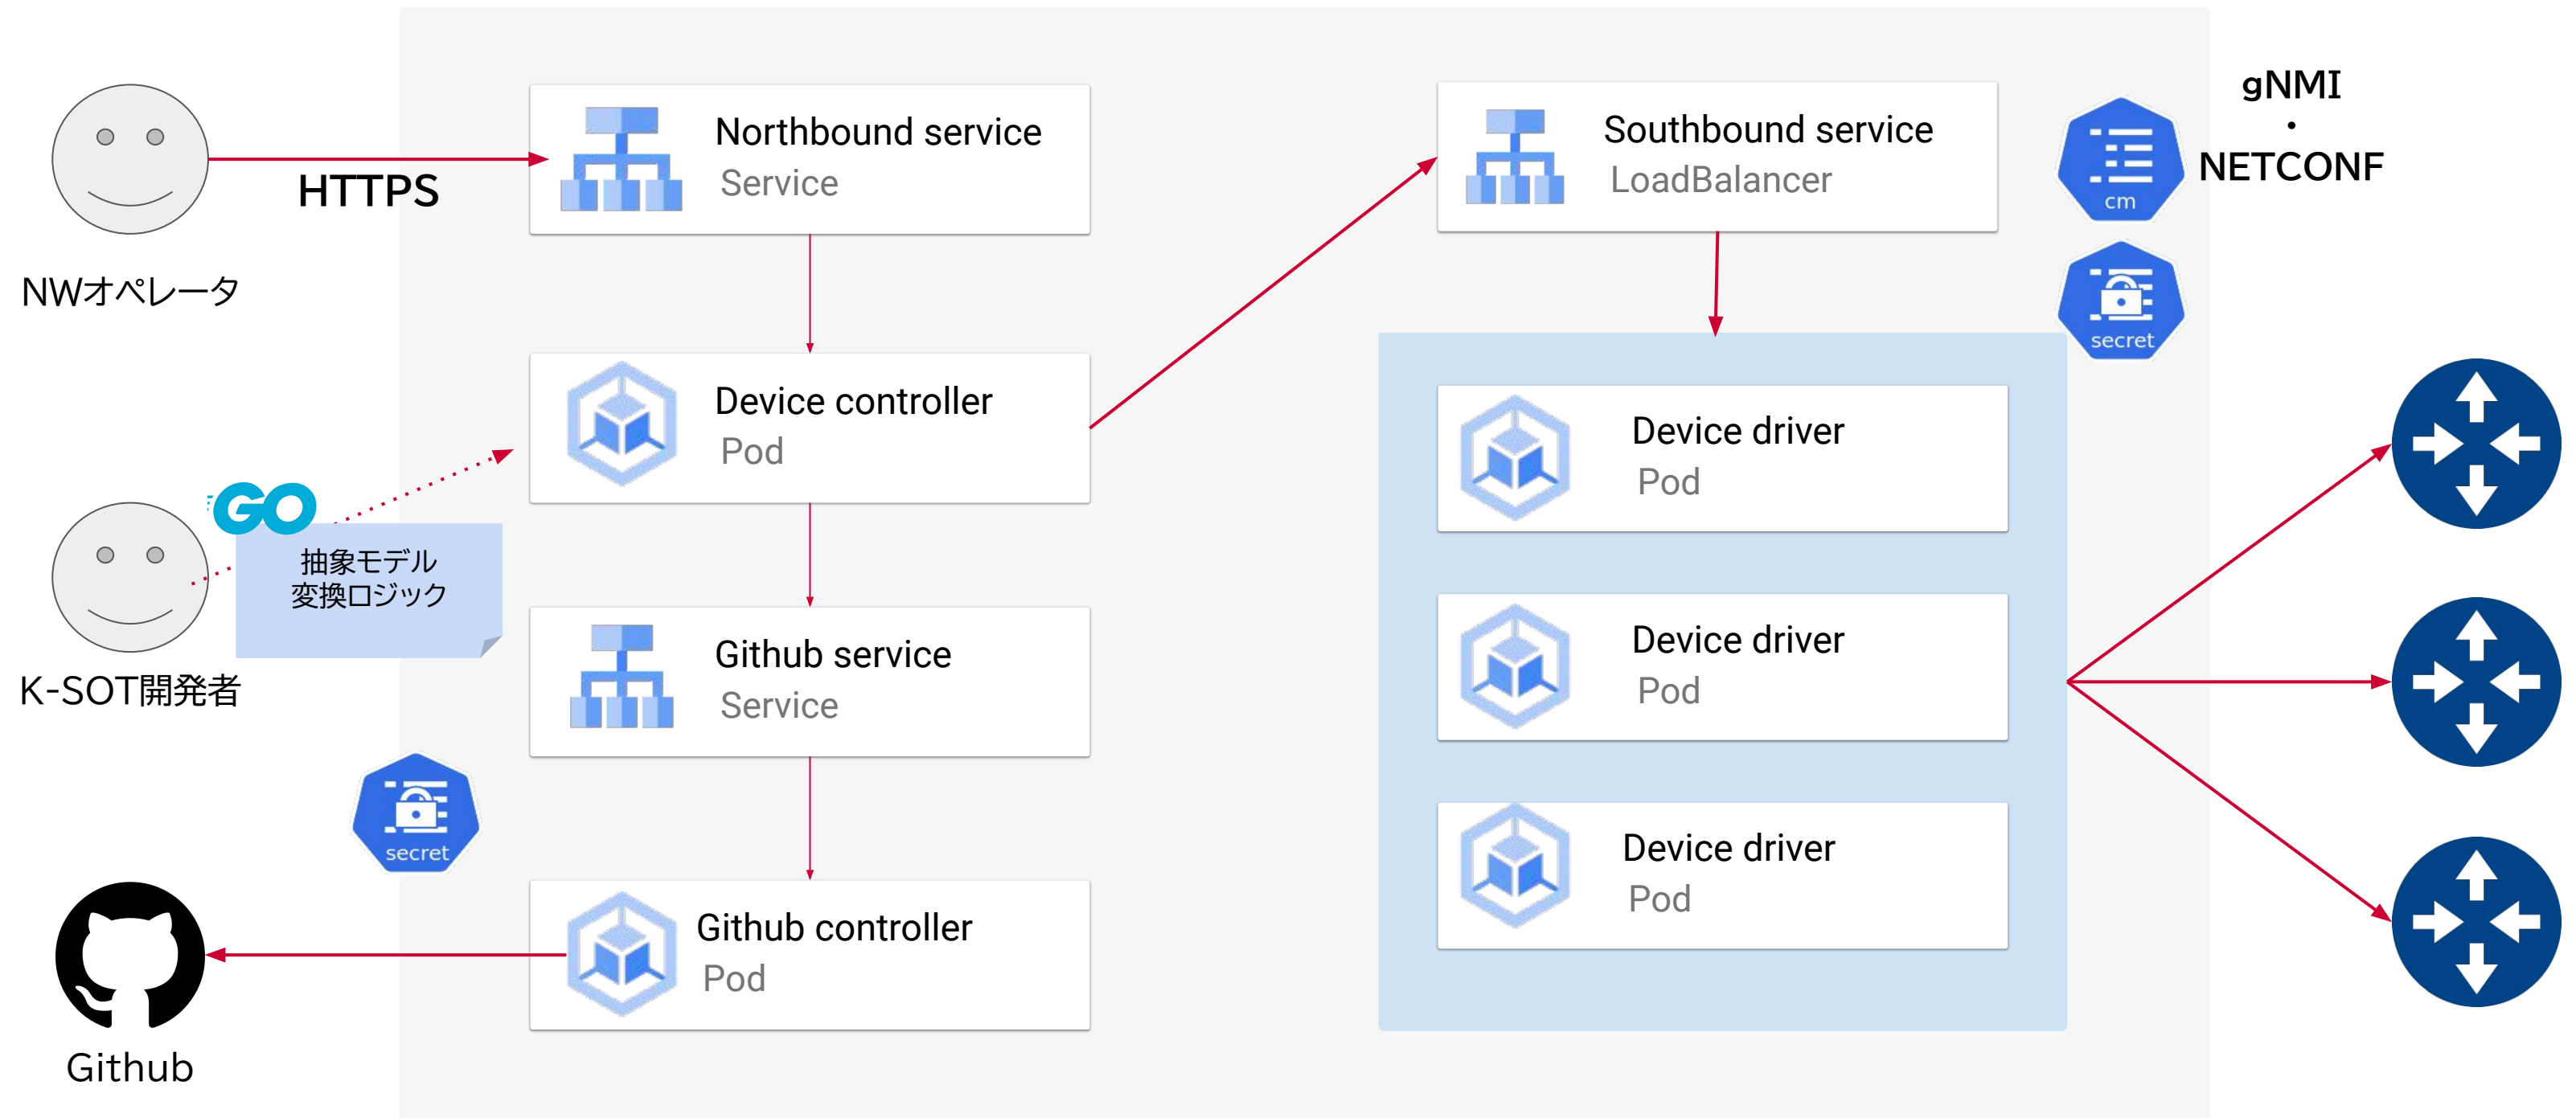 NWオペレータ
HTTPS
Northbound service
Service
Southbound service
LoadBalancer
cm
gNMI
・
NETCONF
secret
Device controller
Pod
GO
抽象モデル
変換ロジック
K-SOT開発者
Github service
Service
secret
Github controller
Pod
Github
Device driver
Pod
Device driver
Pod
Device driver
Pod